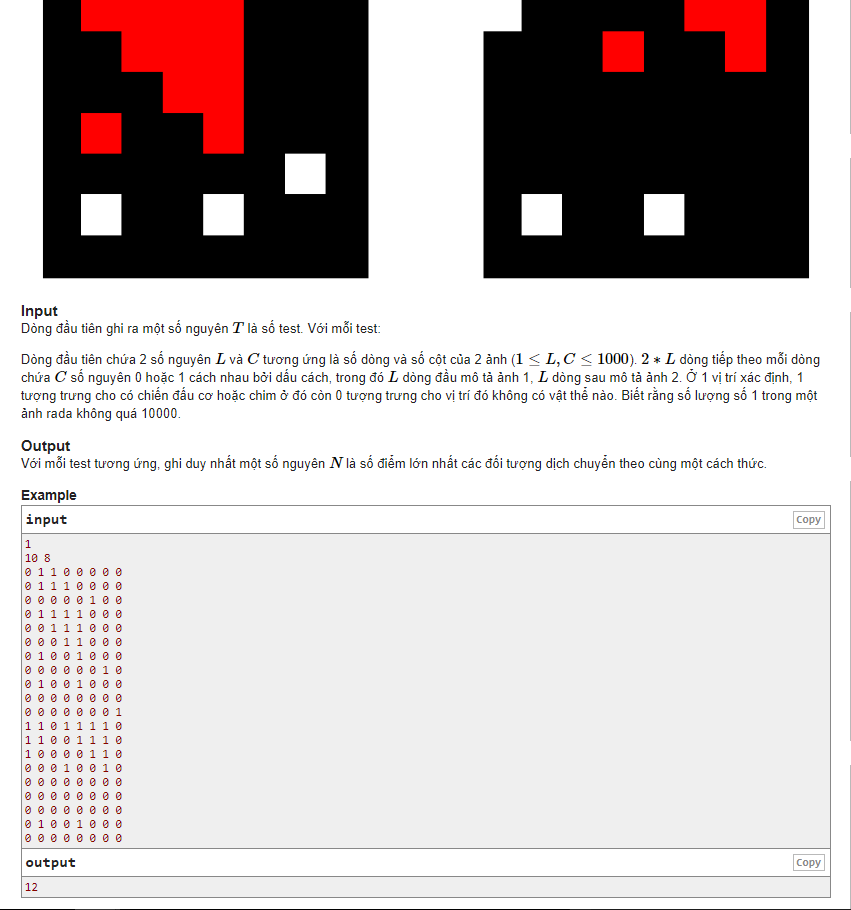 Input
Dòng đầu tiên ghi ra một số nguyên T là số test. Với mỗi test:
Dòng đầu tiên chứa 2 số nguyên L và C tương ứng là số dòng và số cột của 2 ảnh (1 ≤ L, C ≤ 1000). 2 ∗ L dòng tiếp theo mỗi dòng
chứa C số nguyên 0 hoặc 1 cách nhau bởi dấu cách, trong đó L dòng đầu mô tả ảnh 1, L dòng sau mô tả ảnh 2. Ở 1 vị trí xác định, 1
tượng trưng cho có chiến đấu cơ hoặc chim ở đó còn 0 tượng trưng cho vị trí đó không có vật thể nào. Biết rằng số lượng số 1 trong một
ảnh rada không quá 10000.
Output
Với mỗi test tương ứng, ghi duy nhất một số nguyên N là số điểm lớn nhất các đối tượng dịch chuyển theo cùng một cách thức.
Example
input Copy
1
10 8
0 1 1 0 0 0 0 0
0 1 1 1 0 0 0 0
0 0 0 0 0 1 0 0
0 1 1 1 1 0 0 0
0 0 1 1 1 0 0 0
0 0 0 1 1 0 0 0
0 1 0 0 1 0 0 0
0 0 0 0 0 0 1 0
0 1 0 0 1 0 0 0
0 0 0 0 0 0 0 0
0 0 0 0 0 0 0 1
1 1 0 1 1 1 1 0
1 1 0 0 1 1 1 0
1 0 0 0 0 1 1 0
0 0 0 1 0 0 1 0
0 0 0 0 0 0 0 0
0 0 0 0 0 0 0 0
0 0 0 0 0 0 0 0
0 1 0 0 1 0 0 0
0 0 0 0 0 0 0 0
output Copy
12